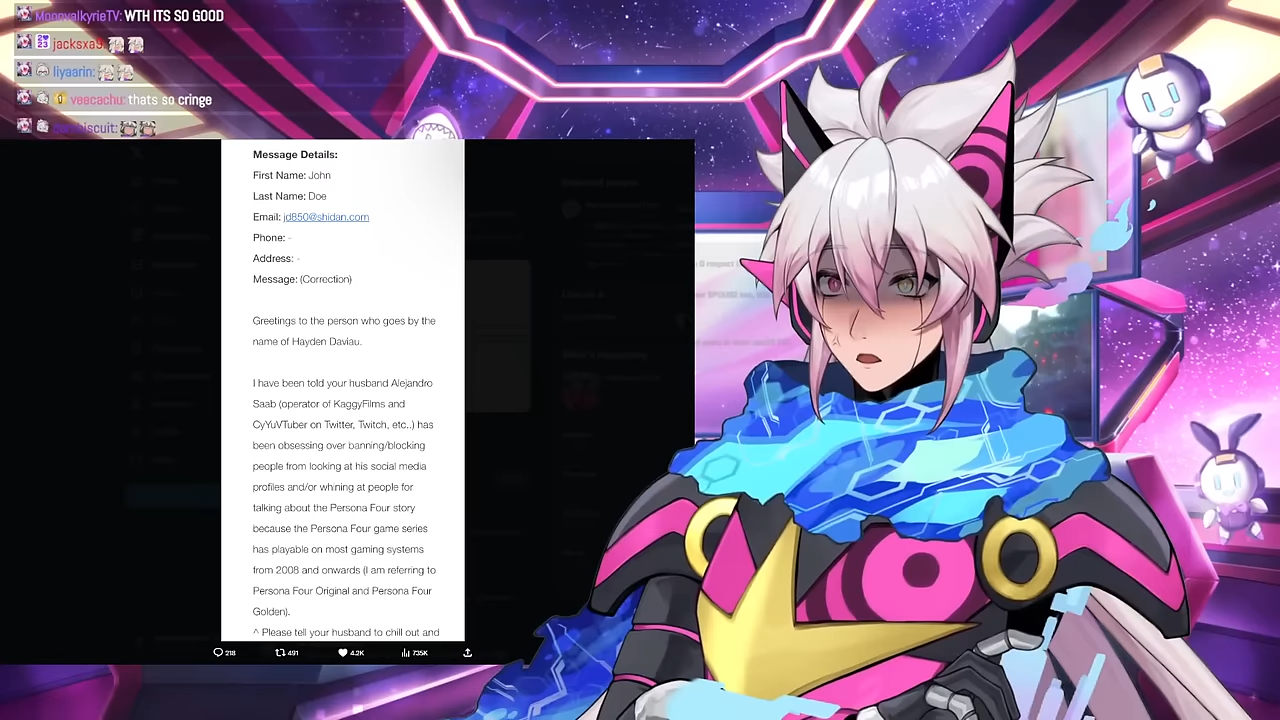 MoonvalkyrieTV: WTH ITS SO GOOD
jacksxa9:
liyaarin:
veecachu: thats so cringe
biscuit:
Message Details:
First Name: John
Last Name: Doe
Email: jd850@shidan.com
Phone: -
Address: -
Message: (Correction)
Greetings to the person who goes by the
name of Hayden Daviau.
I have been told your husband Alejandro
Saab (operator of KaggyFilms and
CyYuVTuber on Twitter, Twitch, etc..) has
been obsessing over banning/blocking
people from looking at his social media
profiles and/or whining at people for
talking about the Persona Four story
because the Persona Four game series
has playable on most gaming systems
from 2008 and onwards (I am referring to
Persona Four Original and Persona Four
Golden).
^ Please tell your husband to chill out and
218 491 4.2K 735K